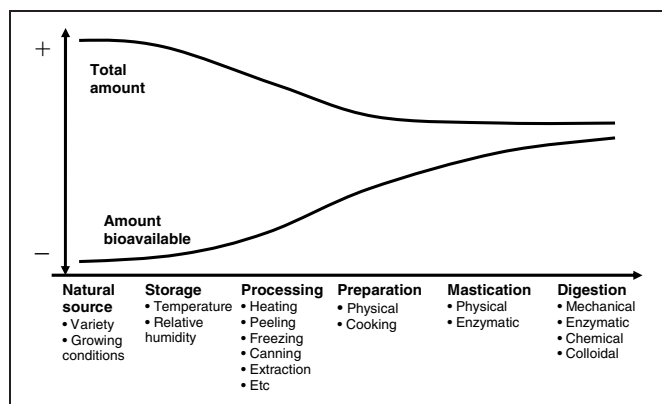 +
Total
amount
Amount
bioavailable
−
Natural
source
• Variety
• Growing
conditions
Storage
• Temperature
• Relative
humidity
Processing
• Heating
• Peeling
• Freezing
• Canning
• Extraction
• Etc
Preparation
• Physical
• Cooking
Mastication
• Physical
• Enzymatic
Digestion
• Mechanical
• Enzymatic
• Chemical
• Colloidal